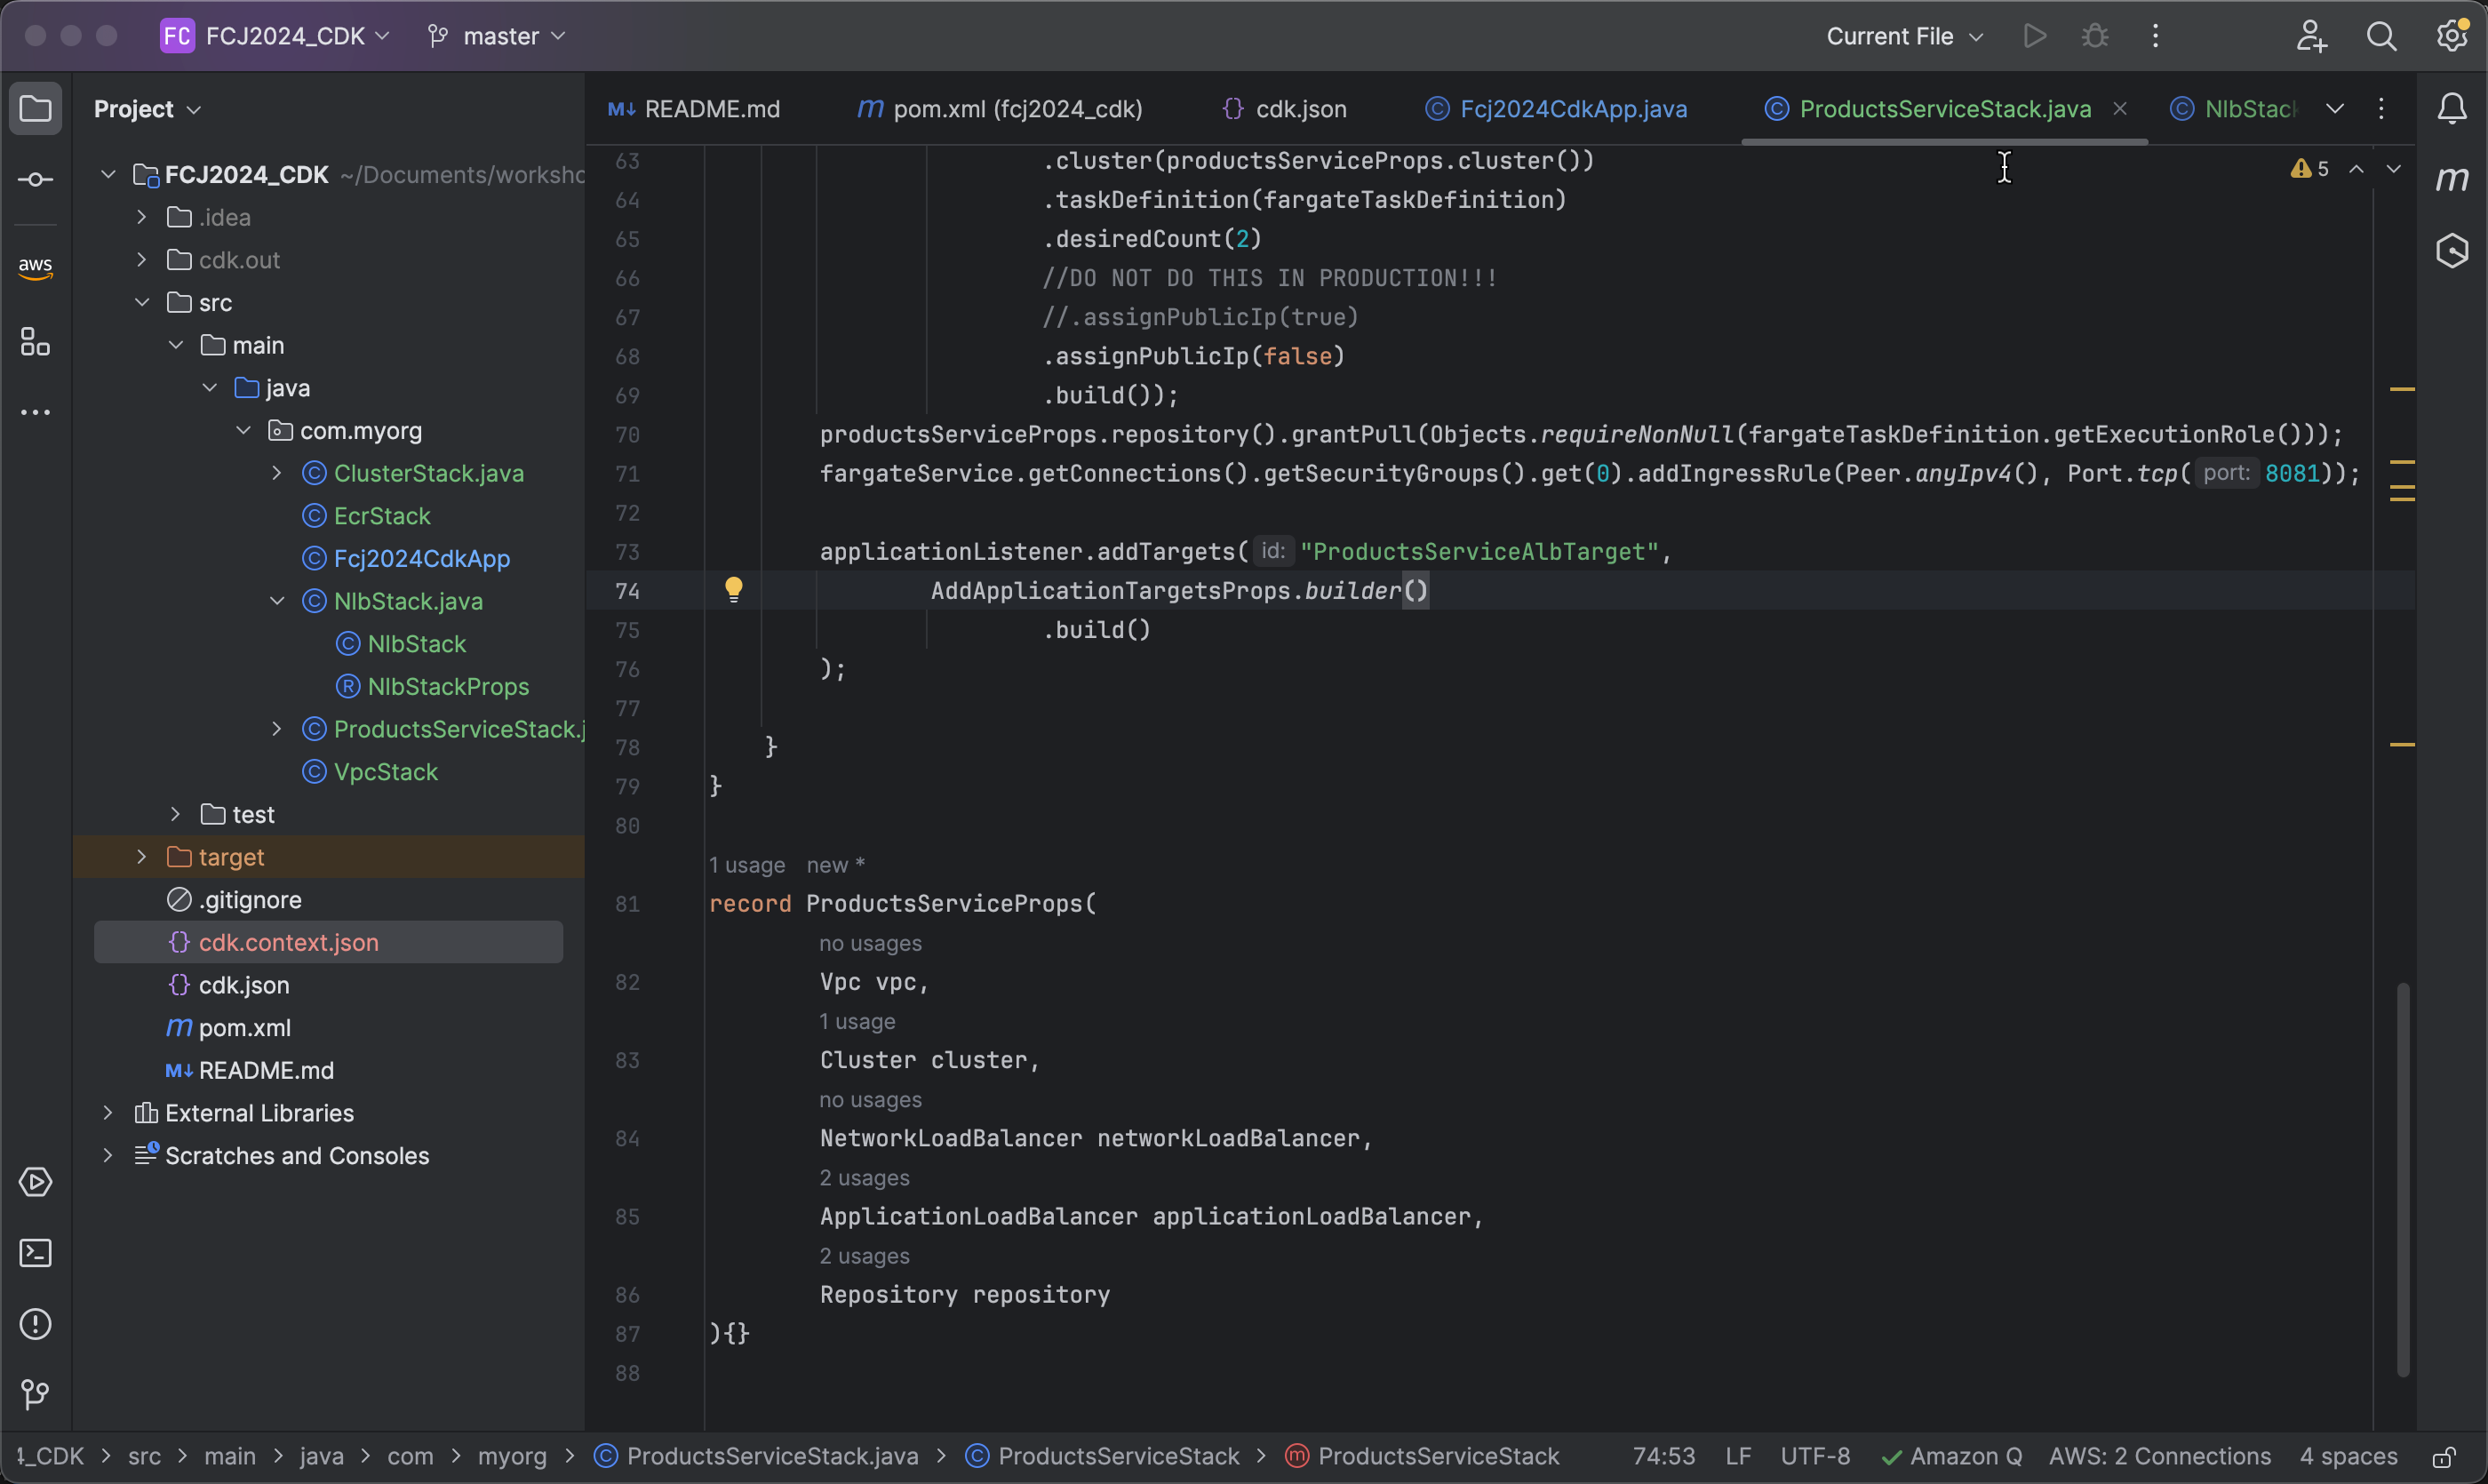 FC FCJ2024_CDK master Current File
Project
README.md pom.xml (fcj2024_cdk) cdk.json Fcj2024CdkApp.java ProductsServiceStack.java NlbStack
FCJ2024_CDK ~/Documents/worksho
.idea
cdk.out
aws
src
main
java
com.myorg
ClusterStack.java
EcrStack
Fcj2024CdkApp
NlbStack.java
NlbStack
NlbStackProps
ProductsServiceStack.j
VpcStack
test
target
.gitignore
cdk.context.json
cdk.json
pom.xml
README.md
External Libraries
Scratches and Consoles
5
63 .cluster(productsServiceProps.cluster())
64 .taskDefinition(fargateTaskDefinition)
65 .desiredCount(2)
66 //DO NOT DO THIS IN PRODUCTION!!!
67 //.assignPublicIp(true)
68 .assignPublicIp(false)
69 .build());
70 productsServiceProps.repository().grantPull(Objects.requireNonNull(fargateTaskDefinition.getExecutionRole()));
71 fargateService.getConnections().getSecurityGroups().get(0).addIngressRule(Peer.anyIpv4(), Port.tcp( port: 8081));
72
73 applicationListener.addTargets( id: "ProductsServiceAlbTarget",
74 AddApplicationTargetsProps.builder()
75 .build()
76 );
77
78 }
79 }
80
1 usage new *
81 record ProductsServiceProps(
no usages
82 Vpc vpc,
1 usage
83 Cluster cluster,
no usages
84 NetworkLoadBalancer networkLoadBalancer,
2 usages
85 ApplicationLoadBalancer applicationLoadBalancer,
2 usages
86 Repository repository
87 ){}
88
_CDK > src > main > java > com > myorg > ProductsServiceStack.java > ProductsServiceStack > ProductsServiceStack 74:53 LF UTF-8 Amazon Q AWS: 2 Connections 4 spaces